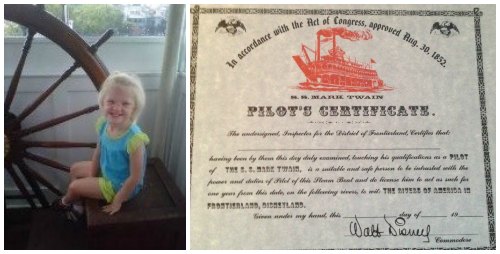 In accordance with the Act of Congress, approved Aug. 30, 1852.
S. S. MARK TWAIN
PILOT'S CERTIFICATE.
The undersigned, Inspector for the District of Frontierland, Certifies that:
having been by them this day duly examined, touching his qualifications as a PILOT
OF THE S. S. MARK TWAIN, is a suitable and safe person to be intrusted with the
power and duties of Pilot of this Steam Boat and do license him to act as such for
one year from this date, on the following rivers, to wit: THE RIVERS OF AMERICA IN
FRONTIERLAND, DISNEYLAND.
Given under my hand, this day of 19
Walt Disney
Commodore